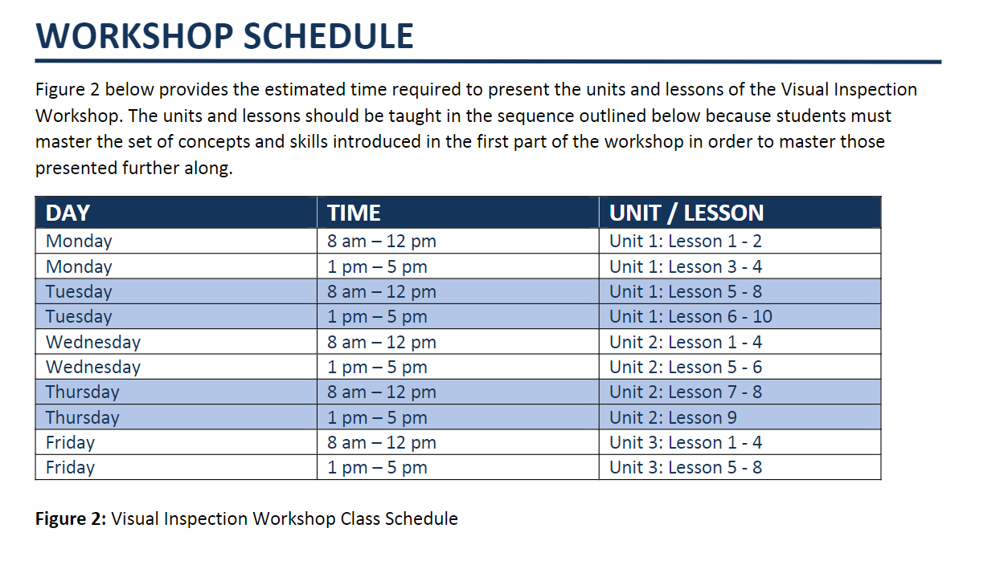 WORKSHOP SCHEDULE
Figure 2 below provides the estimated time required to present the units and lessons of the Visual Inspection
Workshop. The units and lessons should be taught in the sequence outlined below because students must
master the set of concepts and skills introduced in the first part of the workshop in order to master those
presented further along.
DAY TIME UNIT / LESSON
Monday 8 am – 12 pm Unit 1: Lesson 1 - 2
Monday 1 pm – 5 pm Unit 1: Lesson 3 - 4
Tuesday 8 am – 12 pm Unit 1: Lesson 5 - 8
Tuesday 1 pm – 5 pm Unit 1: Lesson 6 - 10
Wednesday 8 am – 12 pm Unit 2: Lesson 1 - 4
Wednesday 1 pm – 5 pm Unit 2: Lesson 5 - 6
Thursday 8 am – 12 pm Unit 2: Lesson 7 - 8
Thursday 1 pm – 5 pm Unit 2: Lesson 9
Friday 8 am – 12 pm Unit 3: Lesson 1 - 4
Friday 1 pm – 5 pm Unit 3: Lesson 5 - 8
Figure 2: Visual Inspection Workshop Class Schedule